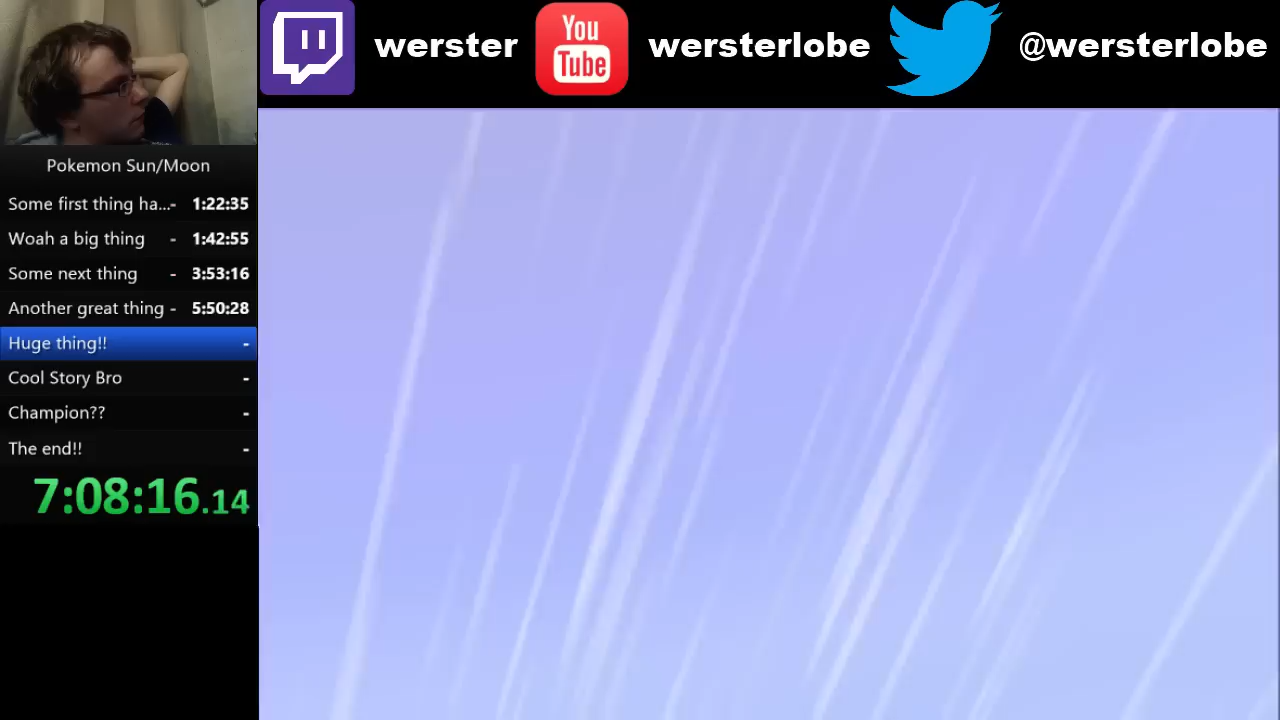 werster
You
Tube
wersterlobe
@wersterlobe
Pokemon Sun/Moon
Some first thing ha...- 1:22:35
Woah a big thing - 1:42:55
Some next thing - 3:53:16
Another great thing - 5:50:28
Huge thing!! -
Cool Story Bro -
Champion?? -
The end!! -
7:08:16.14